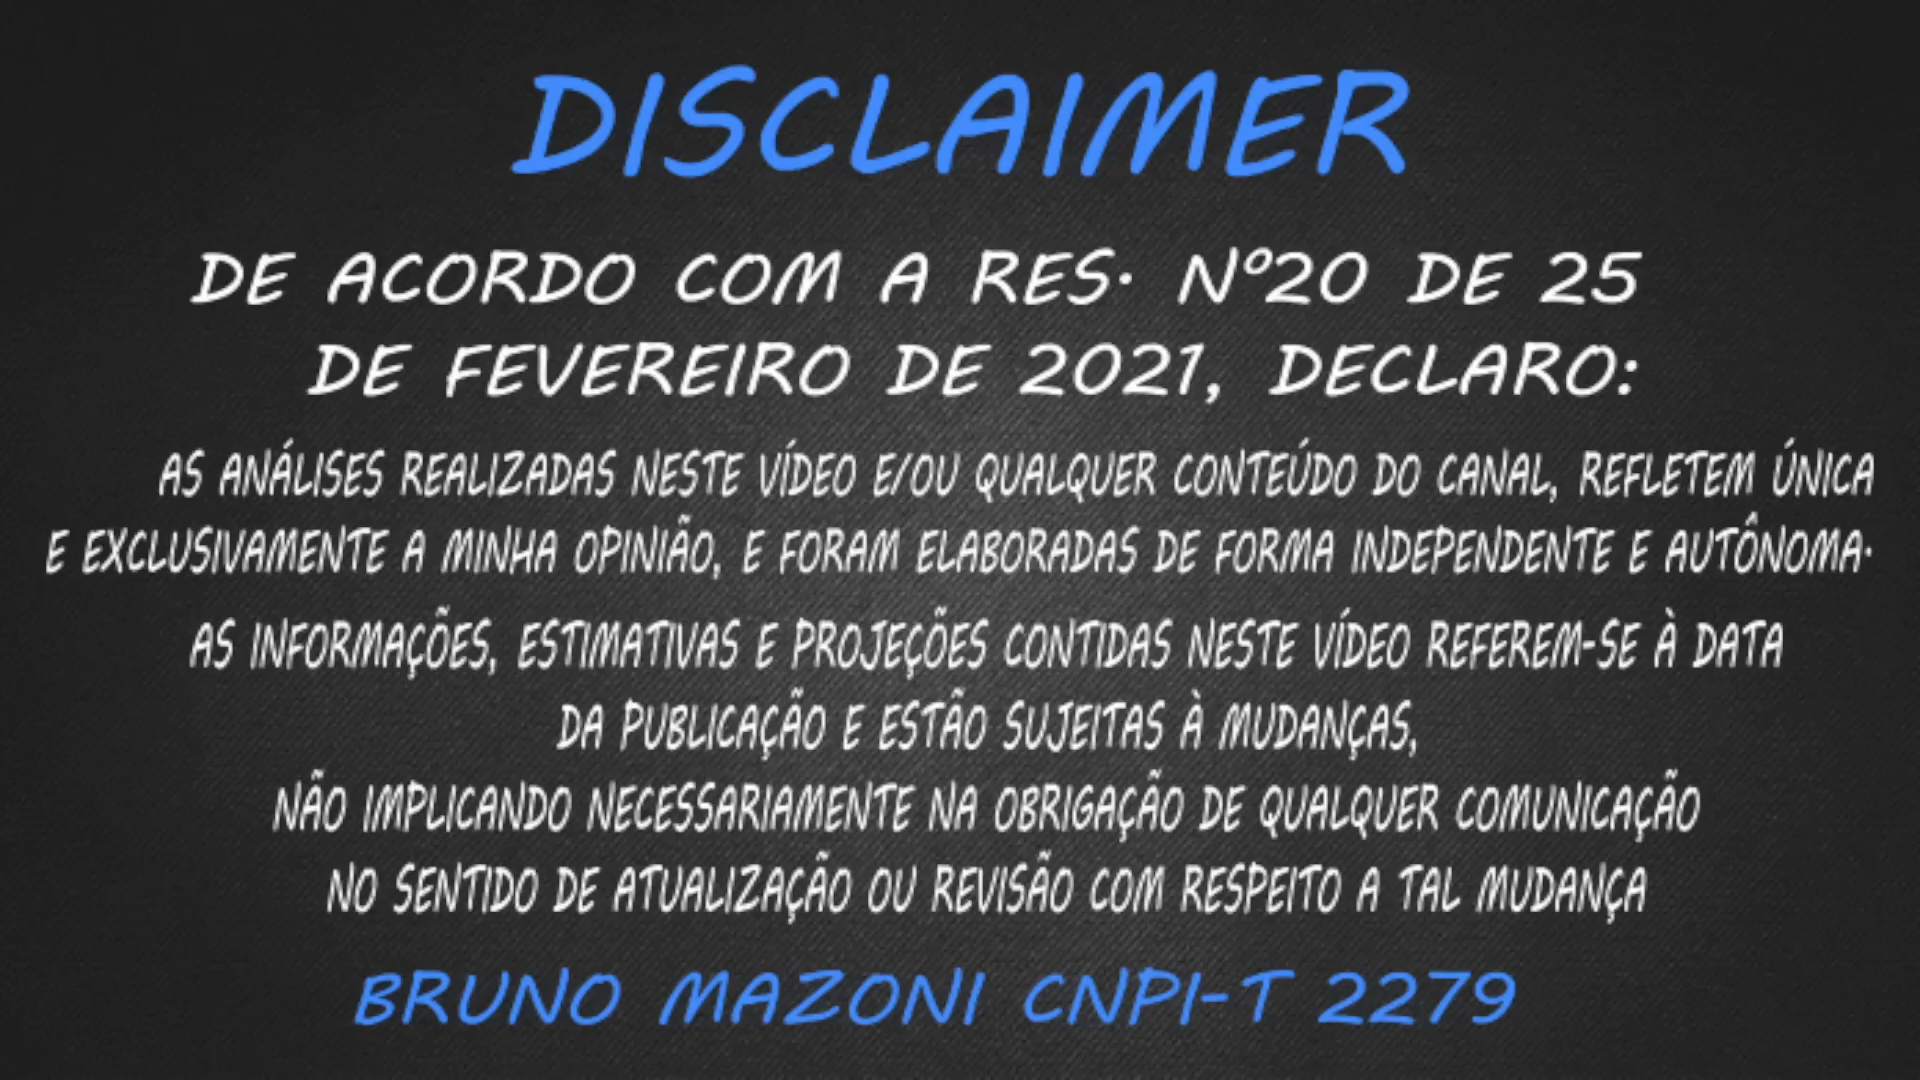 DISCLAIMER
DE ACORDO COM A RES. Nº20 DE 25
DE FEVEREIRO DE 2021, DECLARO:
AS ANÁLISES REALIZADAS NESTE VÍDEO E/OU QUALQUER CONTEÚDO DO CANAL, REFLETEM ÚNICA
E EXCLUSIVAMENTE A MINHA OPINIÃO, E FORAM ELABORADAS DE FORMA INDEPENDENTE E AUTÔNOMA.
AS INFORMAÇÕES, ESTIMATIVAS E PROJEÇÕES CONTIDAS NESTE VÍDEO REFEREM-SE À DATA
DA PUBLICAÇÃO E ESTÃO SUJEITAS À MUDANÇAS,
NÃO IMPLICANDO NECESSARIAMENTE NA OBRIGAÇÃO DE QUALQUER COMUNICAÇÃO
NO SENTIDO DE ATUALIZAÇÃO OU REVISÃO COM RESPEITO A TAL MUDANÇA
BRUNO MAZONI CNPI-T 2279